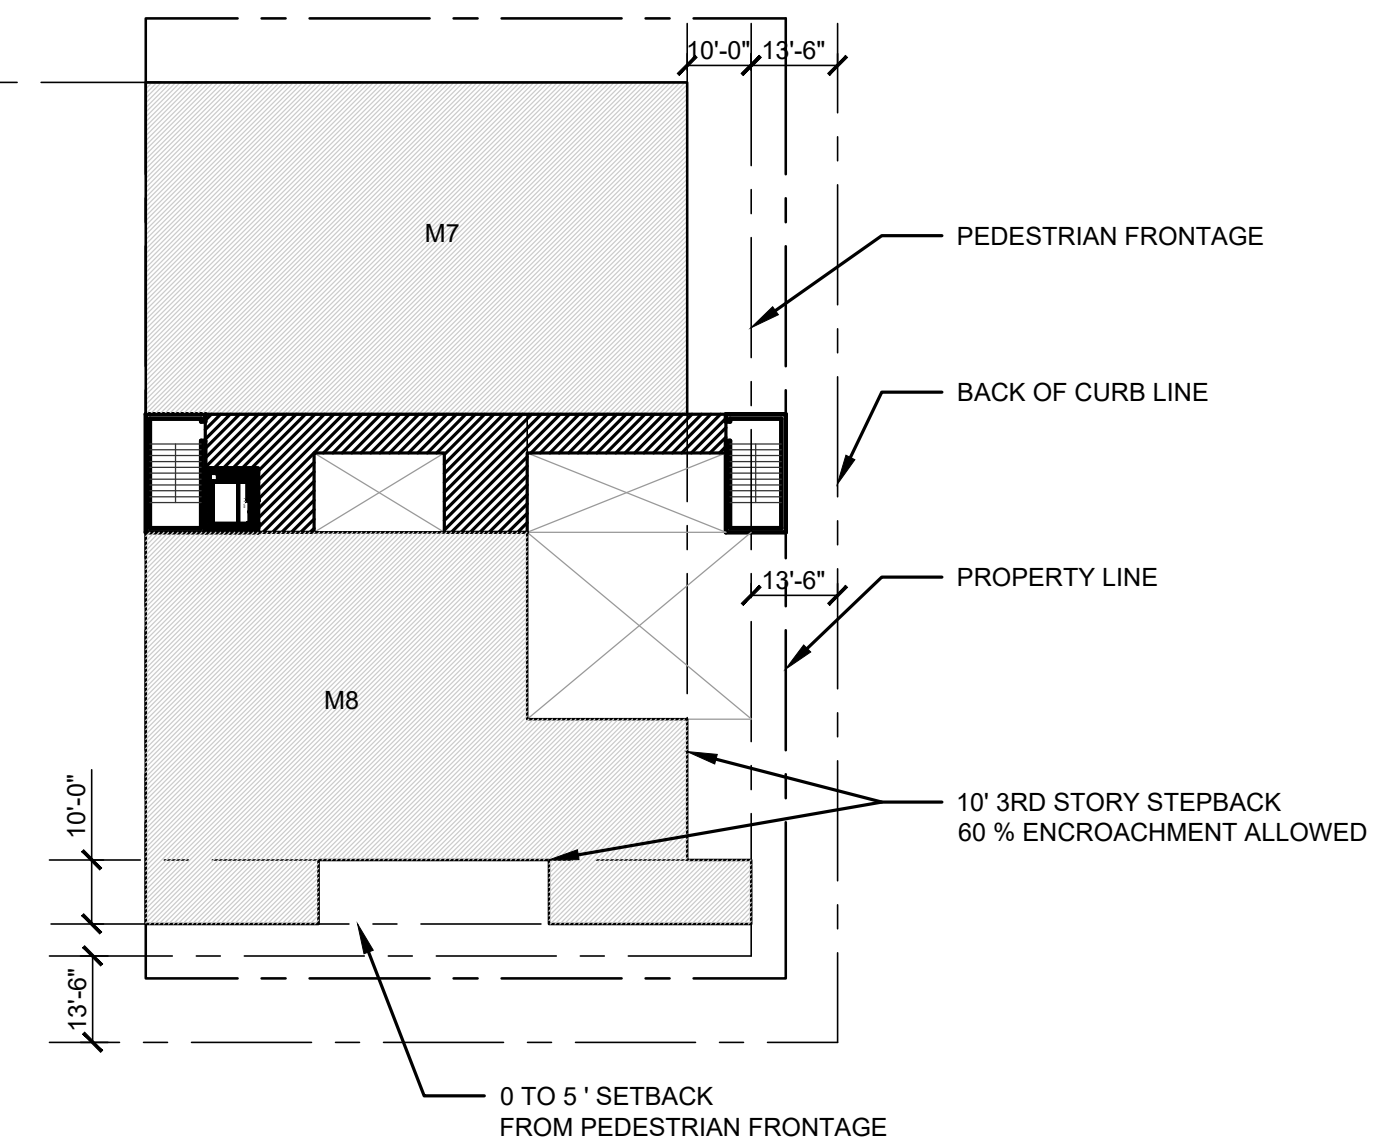 10'-0" 13'-6"
M7
PEDESTRIAN FRONTAGE
BACK OF CURB LINE
13'-6"
PROPERTY LINE
M8
10'-0"
10' 3RD STORY STEPBACK
60 % ENCROACHMENT ALLOWED
13'-6"
0 TO 5 ' SETBACK
FROM PEDESTRIAN FRONTAGE